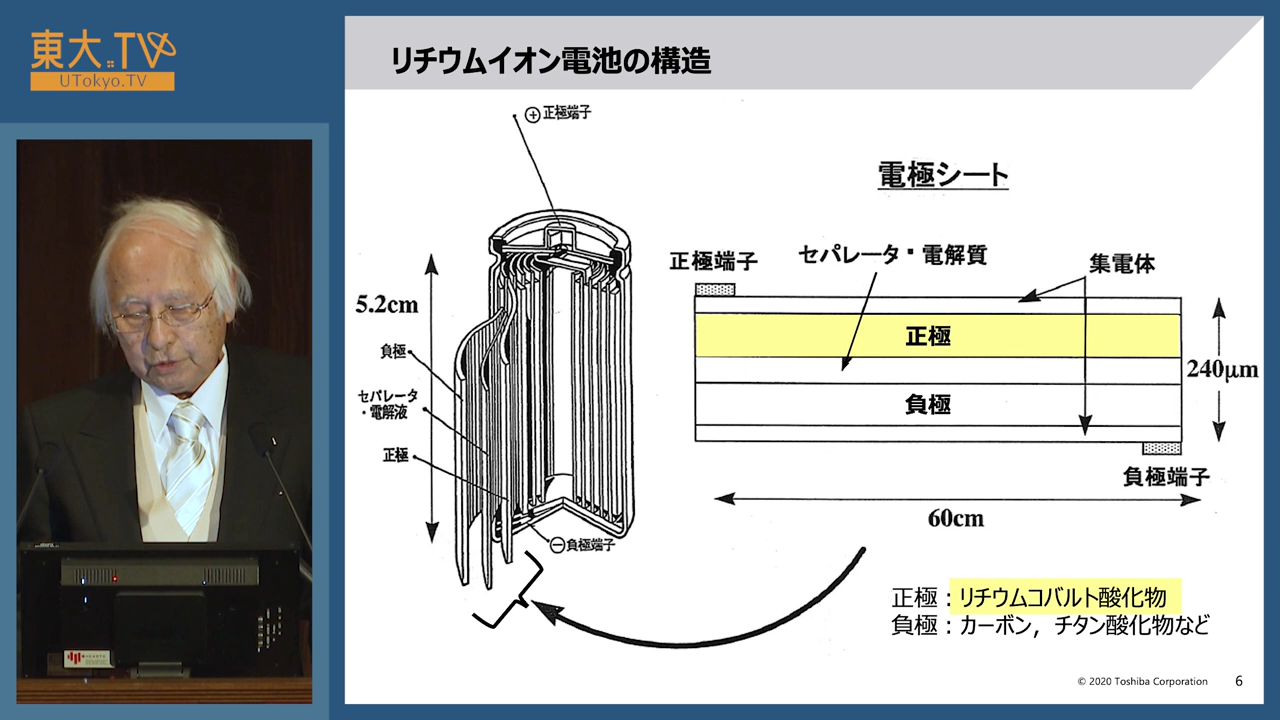 東大.TV
UTokyo.TV
リチウムイオン電池の構造
⊕正極端子
5.2cm
負極
セパレータ
・電解液
正極
⊖負極端子
電極シート
正極端子
セパレータ・電解質
集電体
正極
負極
240μm
負極端子
60cm
正極:リチウムコバルト酸化物
負極:カーボン,チタン酸化物など
© 2020 Toshiba Corporation
6